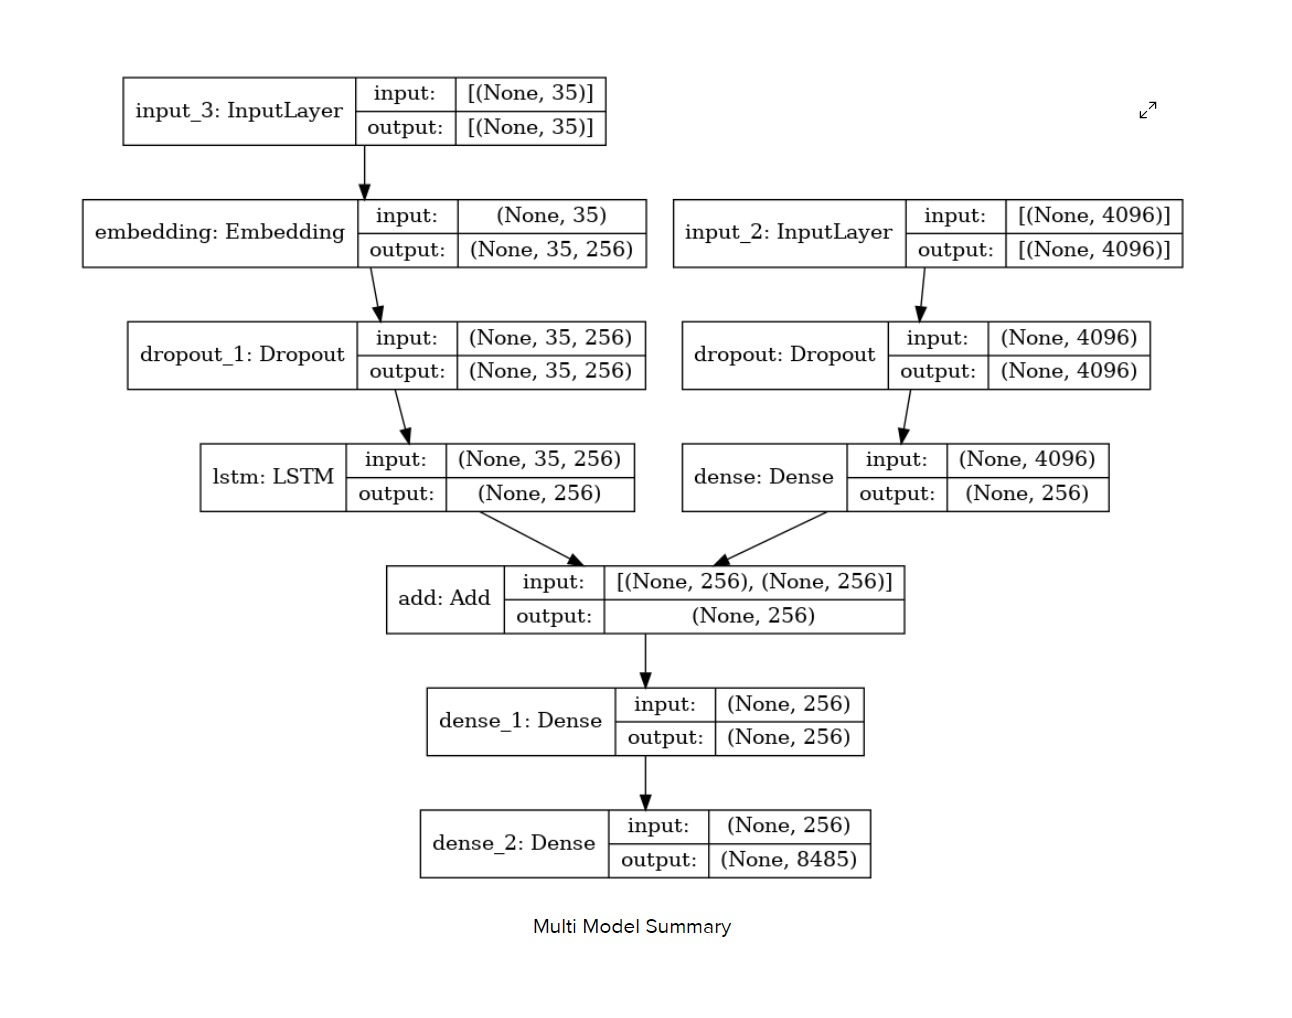 input_3: InputLayer
input: [(None, 35)]
output: [(None, 35)]
embedding: Embedding
input: (None, 35)
output: (None, 35, 256)
input_2: InputLayer
input: [(None, 4096)]
output: [(None, 4096)]
dropout_1: Dropout
input: (None, 35, 256)
output: (None, 35, 256)
dropout: Dropout
input: (None, 4096)
output: (None, 4096)
lstm: LSTM
input: (None, 35, 256)
output: (None, 256)
dense: Dense
input: (None, 4096)
output: (None, 256)
add: Add
input: [(None, 256), (None, 256)]
output: (None, 256)
dense_1: Dense
input: (None, 256)
output: (None, 256)
dense_2: Dense
input: (None, 256)
output: (None, 8485)
Multi Model Summary